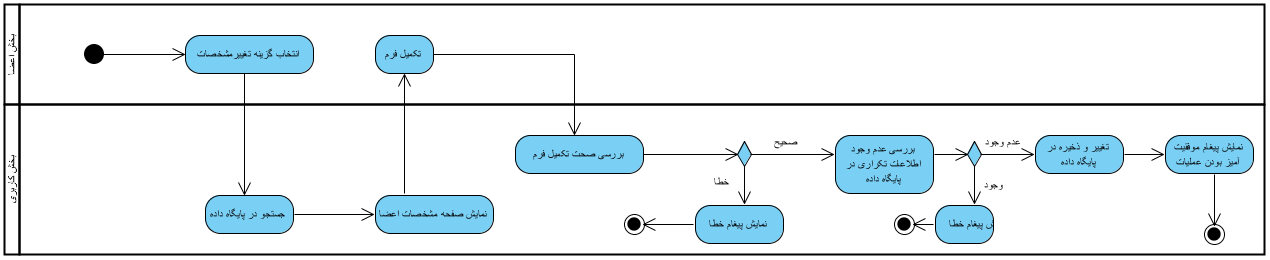 بخش اعضا
انتخاب گزینه تغییرمشخصات
تکمیل فرم
بخش کاربری
جستجو در پایگاه داده
نمایش صفحه مشخصات اعضا
بررسی صحت تکمیل فرم
صحیح
خطا
نمایش پیغام خطا
بررسی عدم وجود
اطلاعات تکراری در
پایگاه داده
عدم وجود
وجود
پیغام خطا
تغییر و ذخیره در
پایگاه داده
نمایش پیغام موفقیت
آمیز بودن عملیات